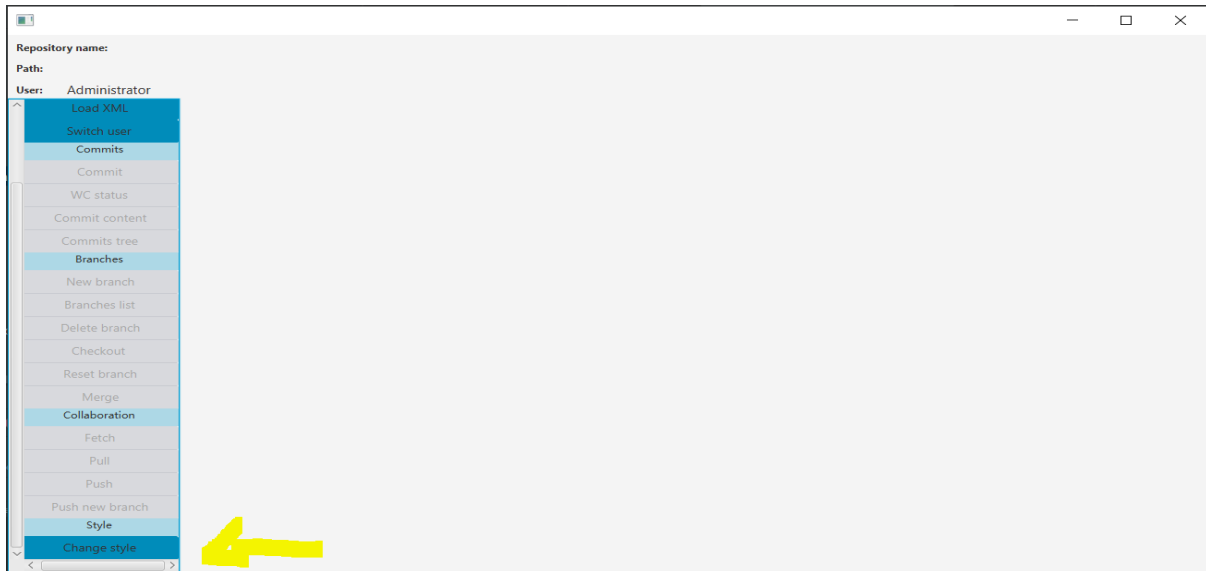 Repository name:
Path:
User: Administrator
Load XML
Switch user
Commits
Commit
WC status
Commit content
Commits tree
Branches
New branch
Branches list
Delete branch
Checkout
Reset branch
Merge
Collaboration
Fetch
Pull
Push
Push new branch
Style
Change style